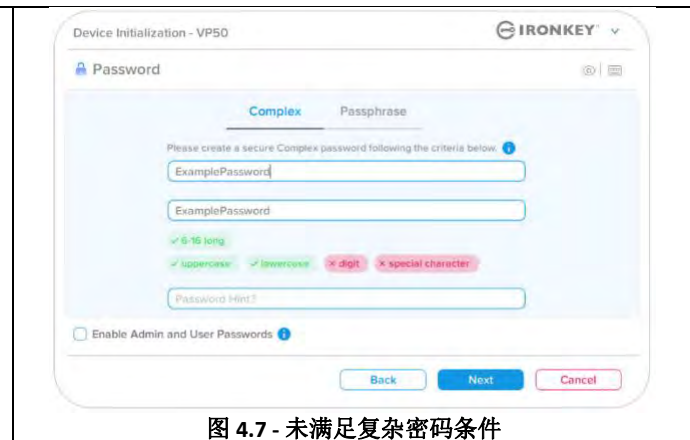 Device Initialization - VP50
IRONKEY
Password
Complex Passphrase
Please create a secure Complex password following the criteria below.
ExamplePassword
ExamplePassword
✓ 6-16 long
✓ uppercase ✓ lowercase × digit × special character
Password Hint?
Enable Admin and User Passwords
Back Next Cancel
图 4.7 - 未满足复杂密码条件